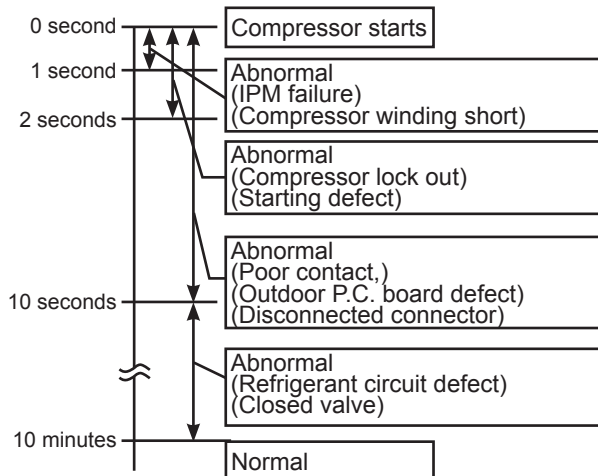 0 second
Compressor starts
1 second
Abnormal
(IPM failure)
(Compressor winding short)
2 seconds
Abnormal
(Compressor lock out)
(Starting defect)
Abnormal
(Poor contact,)
(Outdoor P.C. board defect)
(Disconnected connector)
10 seconds
Abnormal
(Refrigerant circuit defect)
(Closed valve)
10 minutes
Normal